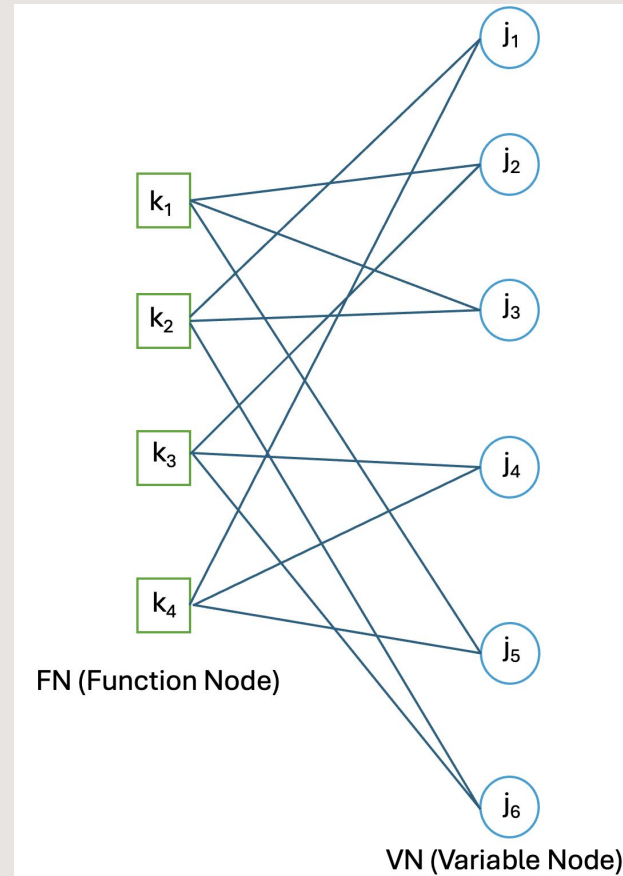 j₁
j₂
k₁
j₃
k₂
k₃
j₄
k₄
j₅
FN (Function Node)
j₆
VN (Variable Node)